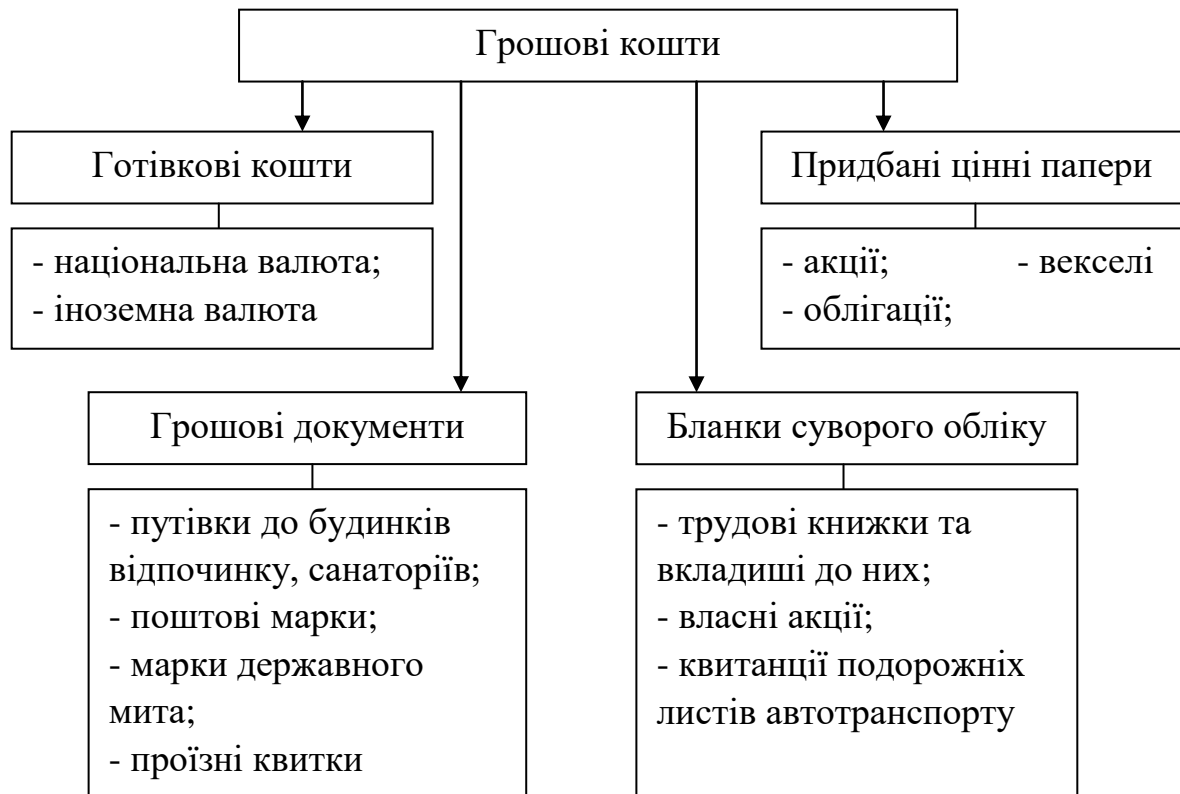 Грошові кошти
Готівкові кошти
- національна валюта;
- іноземна валюта
Придбані цінні папери
- акції; - векселі
- облігації;
Грошові документи
- путівки до будинків
відпочинку, санаторіїв;
- поштові марки;
- марки державного
мита;
- проїзні квитки
Бланки суворого обліку
- трудові книжки та
вкладиші до них;
- власні акції;
- квитанції подорожніх
листів автотранспорту